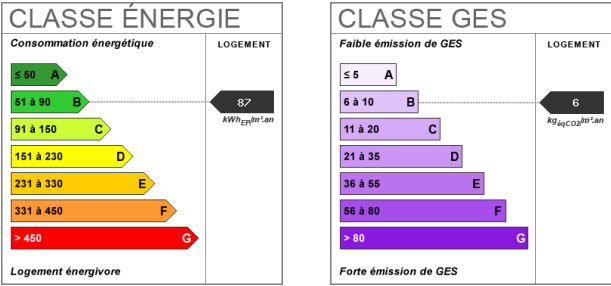 CLASSE ÉNERGIE
Consommation énergétique
LOGEMENT
≤ 50 A
51 à 90 B
87
kWhEP/m².an
91 à 150 C
151 à 230 D
231 à 330 E
331 à 450 F
> 450 G
Logement énergivore
CLASSE GES
Faible émission de GES
LOGEMENT
≤ 5 A
6 à 10 B
6
kgéqCO2/m².an
11 à 20 C
21 à 35 D
36 à 55 E
56 à 80 F
> 80 G
Forte émission de GES